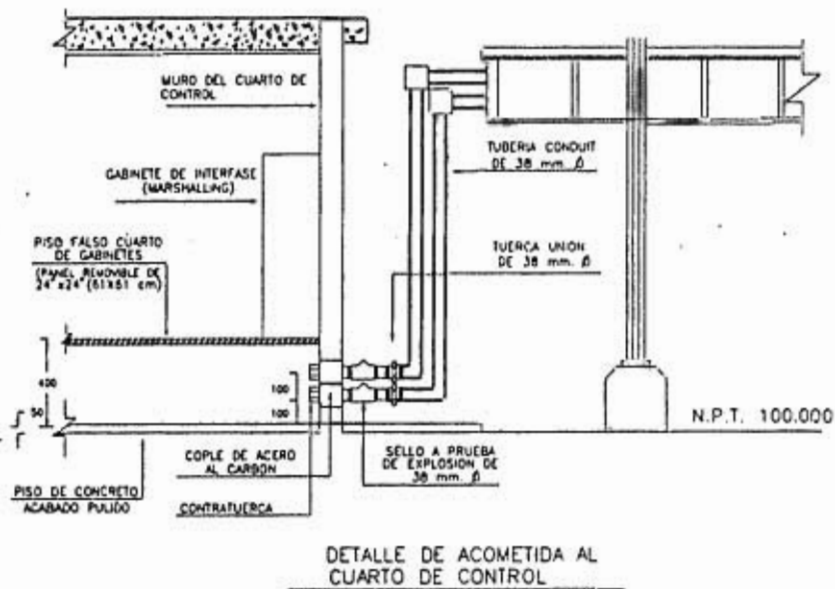 MURO DEL CUARTO DE
CONTROL
GABINETE DE INTERFASE
(MARSHALLING)
PISO FALSO CUARTO
DE GABINETES
(PANEL REMOVIBLE DE
24"x24" (61X61 cm)
TUBERIA CONDUIT
DE 38 mm. Ø
TUERCA UNION
DE 38 mm. Ø
400
50
100
100
N.P.T. 100.000
COPLE DE ACERO
AL CARBON
SELLO A PRUEBA
DE EXPLOSION DE
38 mm. Ø
PISO DE CONCRETO
ACABADO PULIDO
CONTRATUERCA
DETALLE DE ACOMETIDA AL
CUARTO DE CONTROL